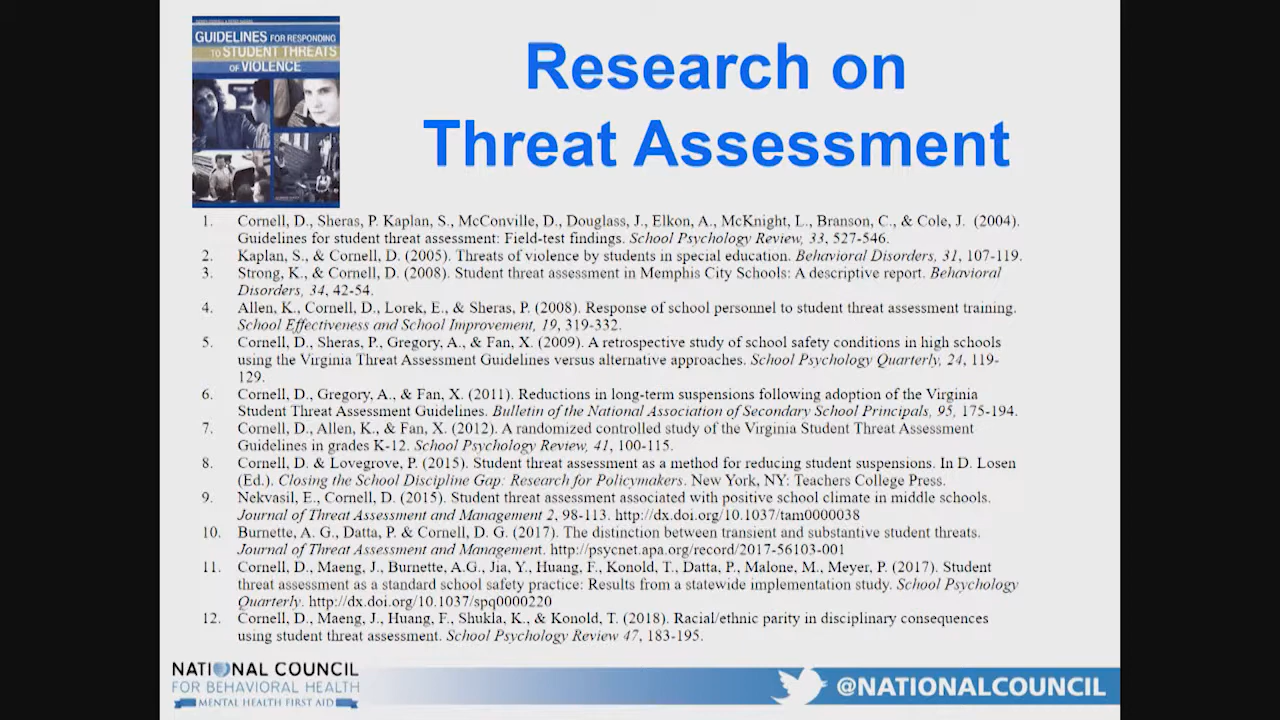 GUIDELINES FOR RESPONDING
TO STUDENT THREATS
OF VIOLENCE
Research on
Threat Assessment
1. Cornell, D., Sheras, P. Kaplan, S., McConville, D., Douglass, J., Elkon, A., McKnight, L., Branson, C., & Cole, J. (2004).
Guidelines for student threat assessment: Field-test findings. School Psychology Review, 33, 527-546.
2. Kaplan, S., & Cornell, D. (2005). Threats of violence by students in special education. Behavioral Disorders, 31, 107-119.
3. Strong, K., & Cornell, D. (2008). Student threat assessment in Memphis City Schools: A descriptive report. Behavioral
Disorders, 34, 42-54.
4. Allen, K., Cornell, D., Lorek, E., & Sheras, P. (2008). Response of school personnel to student threat assessment training.
School Effectiveness and School Improvement, 19, 319-332.
5. Cornell, D., Sheras, P., Gregory, A., & Fan, X. (2009). A retrospective study of school safety conditions in high schools
using the Virginia Threat Assessment Guidelines versus alternative approaches. School Psychology Quarterly, 24, 119-
129.
6. Cornell, D., Gregory, A., & Fan, X. (2011). Reductions in long-term suspensions following adoption of the Virginia
Student Threat Assessment Guidelines. Bulletin of the National Association of Secondary School Principals, 95, 175-194.
7. Cornell, D., Allen, K., & Fan, X. (2012). A randomized controlled study of the Virginia Student Threat Assessment
Guidelines in grades K-12. School Psychology Review, 41, 100-115.
8. Cornell, D. & Lovegrove, P. (2015). Student threat assessment as a method for reducing student suspensions. In D. Losen
(Ed.). Closing the School Discipline Gap: Research for Policymakers. New York, NY: Teachers College Press.
9. Nekvasil, E., Cornell, D. (2015). Student threat assessment associated with positive school climate in middle schools.
Journal of Threat Assessment and Management 2, 98-113. http://dx.doi.org/10.1037/tam0000038
10. Burnette, A. G., Datta, P. & Cornell, D. G. (2017). The distinction between transient and substantive student threats.
Journal of Threat Assessment and Management. http://psycnet.apa.org/record/2017-56103-001
11. Cornell, D., Maeng, J., Burnette, A.G., Jia, Y., Huang, F., Konold, T., Datta, P., Malone, M., Meyer, P. (2017). Student
threat assessment as a standard school safety practice: Results from a statewide implementation study. School Psychology
Quarterly. http://dx.doi.org/10.1037/spq0000220
12. Cornell, D., Maeng, J., Huang, F., Shukla, K., & Konold, T. (2018). Racial/ethnic parity in disciplinary consequences
using student threat assessment. School Psychology Review 47, 183-195.
NATIONAL COUNCIL
FOR BEHAVIORAL HEALTH
MENTAL HEALTH FIRST AID
@NATIONALCOUNCIL